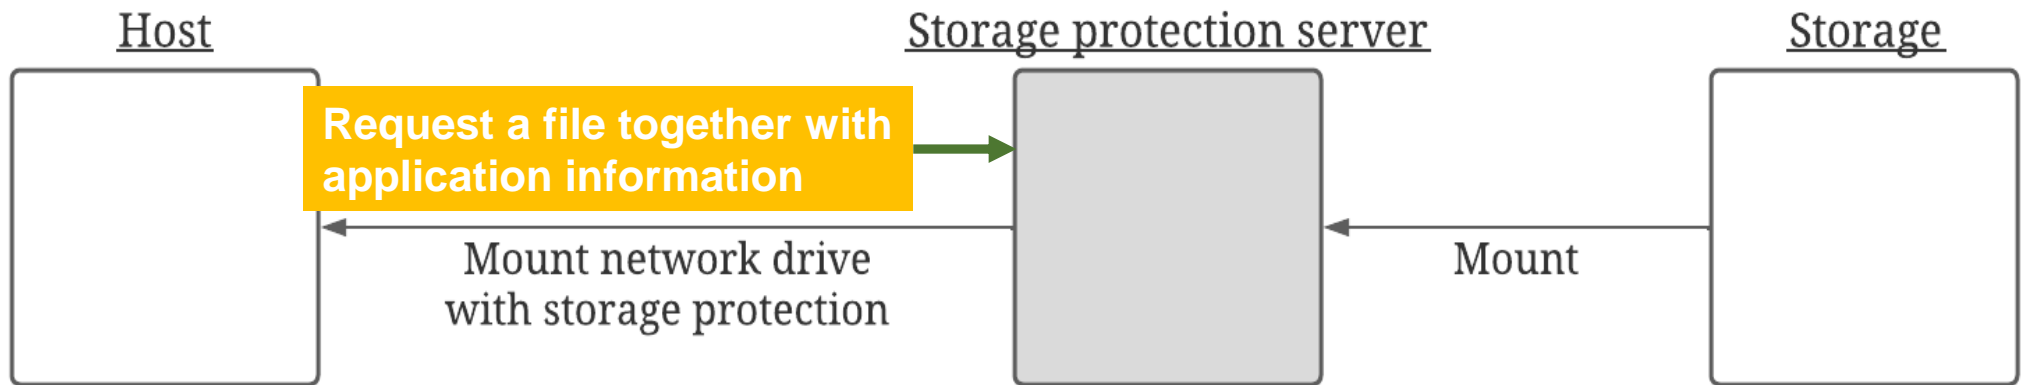 Host
Storage protection server
Storage
Request a file together with
application information
Mount network drive
with storage protection
Mount